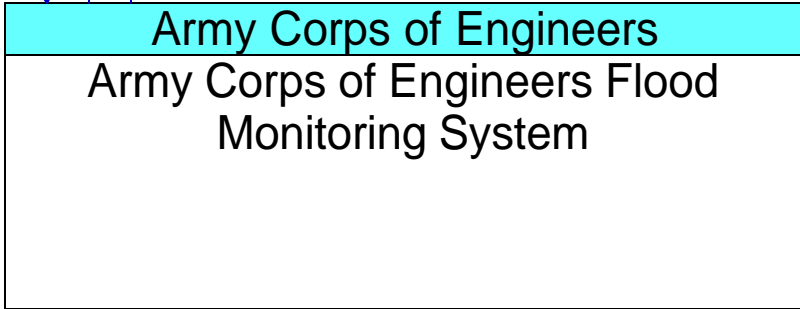 Army Corps of Engineers
Army Corps of Engineers Flood
Monitoring System